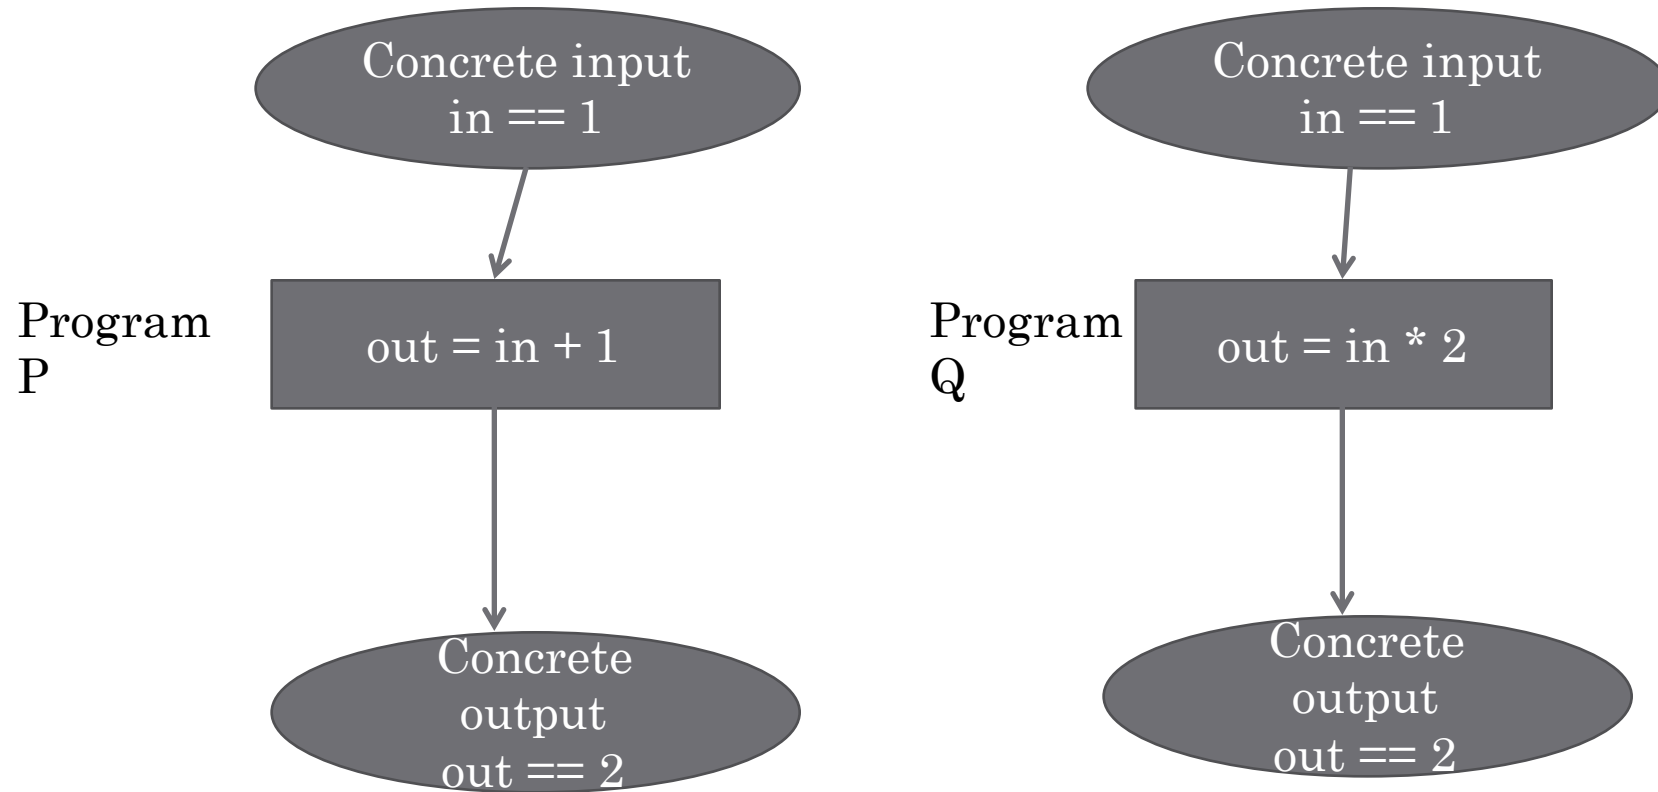 Concrete input
in == 1
Program
P
out = in + 1
Concrete
output
out == 2
Concrete input
in == 1
Program
Q
out = in * 2
Concrete
output
out == 2